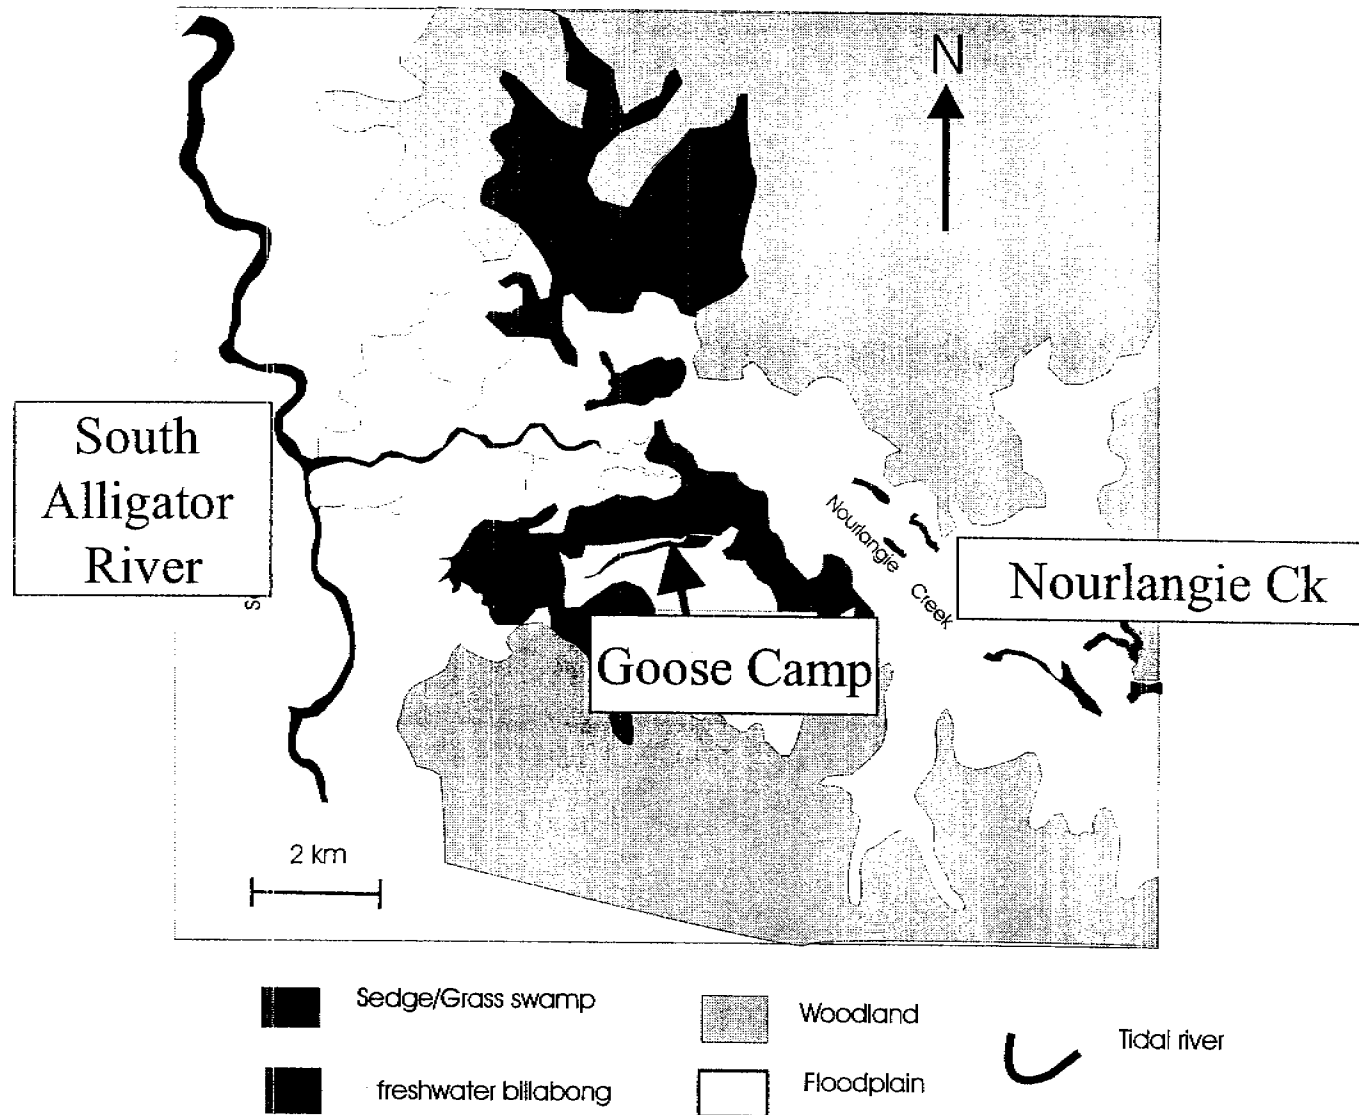 N
South
Alligator
River
Nourlangie
Creek
Nourlangie Ck
Goose Camp
2 km
Sedge/Grass swamp
Woodland
Tidal river
freshwater billabong
Floodplain